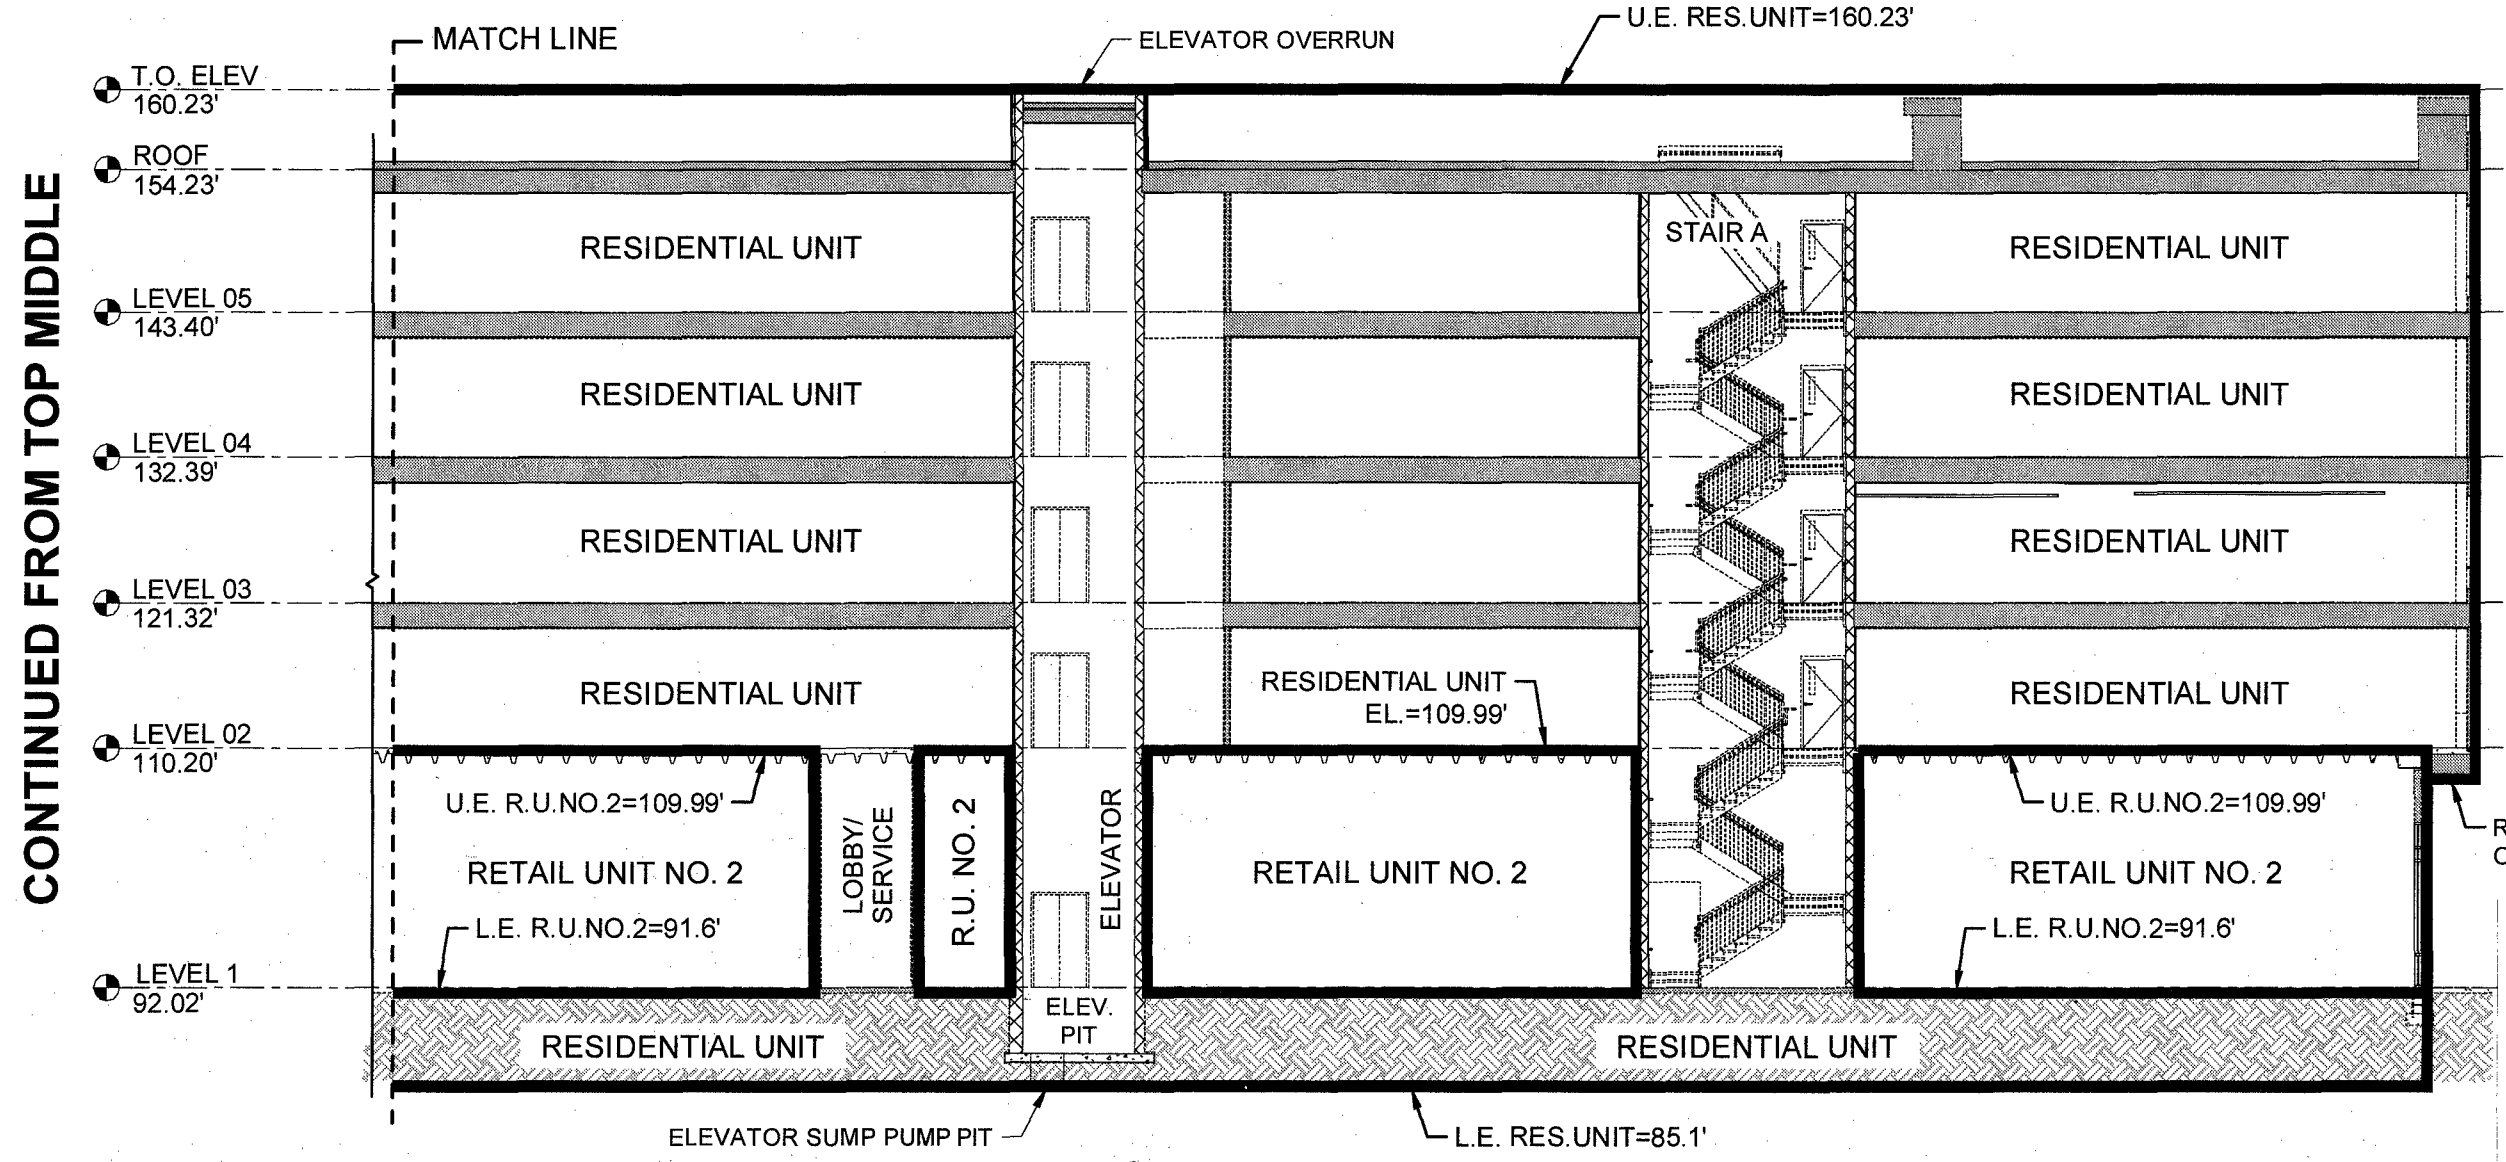 U.E. RES.UNIT=160.23'
MATCH LINE
ELEVATOR OVERRUN
T.O. ELEV
160.23'
ROOF
154.23'
CONTINUED FROM TOP MIDDLE
RESIDENTIAL UNIT
STAIR A
RESIDENTIAL UNIT
LEVEL 05
143.40'
RESIDENTIAL UNIT
RESIDENTIAL UNIT
LEVEL 04
132.39'
RESIDENTIAL UNIT
RESIDENTIAL UNIT
LEVEL 03
121.32'
RESIDENTIAL UNIT
RESIDENTIAL UNIT
EL.=109.99'
RESIDENTIAL UNIT
LEVEL 02
110.20'
U.E. R.U.NO.2=109.99'
U.E. R.U.NO.2=109.99'
R
LOBBY/
SERVICE
R.U. NO. 2
ELEVATOR
C
RETAIL UNIT NO. 2
RETAIL UNIT NO. 2
RETAIL UNIT NO. 2
L.E. R.U.NO.2=91.6'
L.E. R.U.NO.2=91.6'
LEVEL 1
92.02'
ELEV.
PIT
RESIDENTIAL UNIT
RESIDENTIAL UNIT
ELEVATOR SUMP PUMP PIT
L.E. RES.UNIT=85.1'